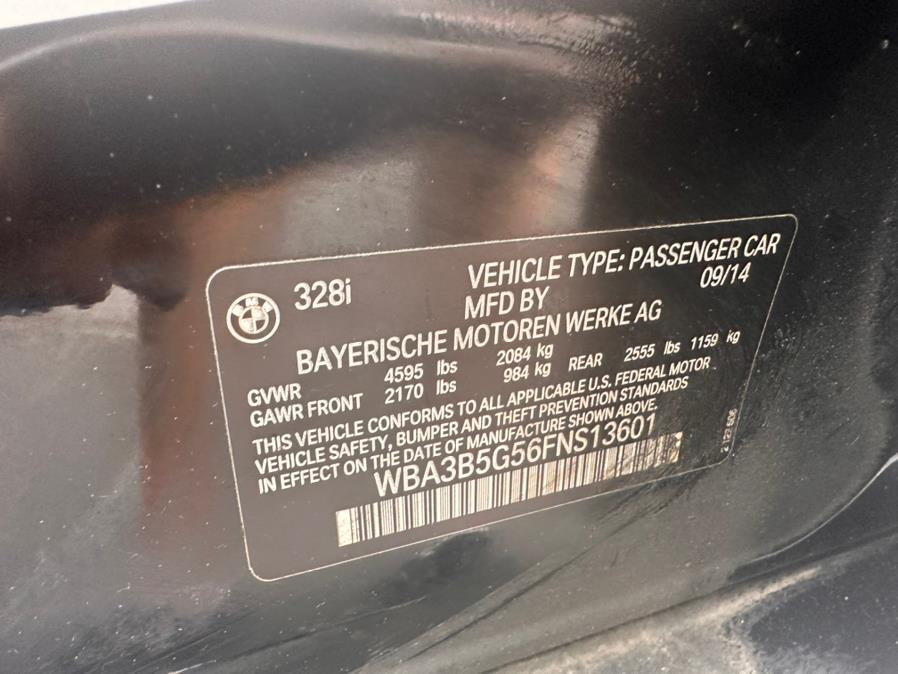 BMW
328i
VEHICLE TYPE: PASSENGER CAR
MFD BY 09/14
BAYERISCHE MOTOREN WERKE AG
GVWR 4595 lbs 2084 kg
GAWR FRONT 2170 lbs 984 kg REAR 2555 lbs 1159 kg
THIS VEHICLE CONFORMS TO ALL APPLICABLE U.S. FEDERAL MOTOR
VEHICLE SAFETY, BUMPER AND THEFT PREVENTION STANDARDS
IN EFFECT ON THE DATE OF MANUFACTURE SHOWN ABOVE.
WBA3B5G56FNS13601